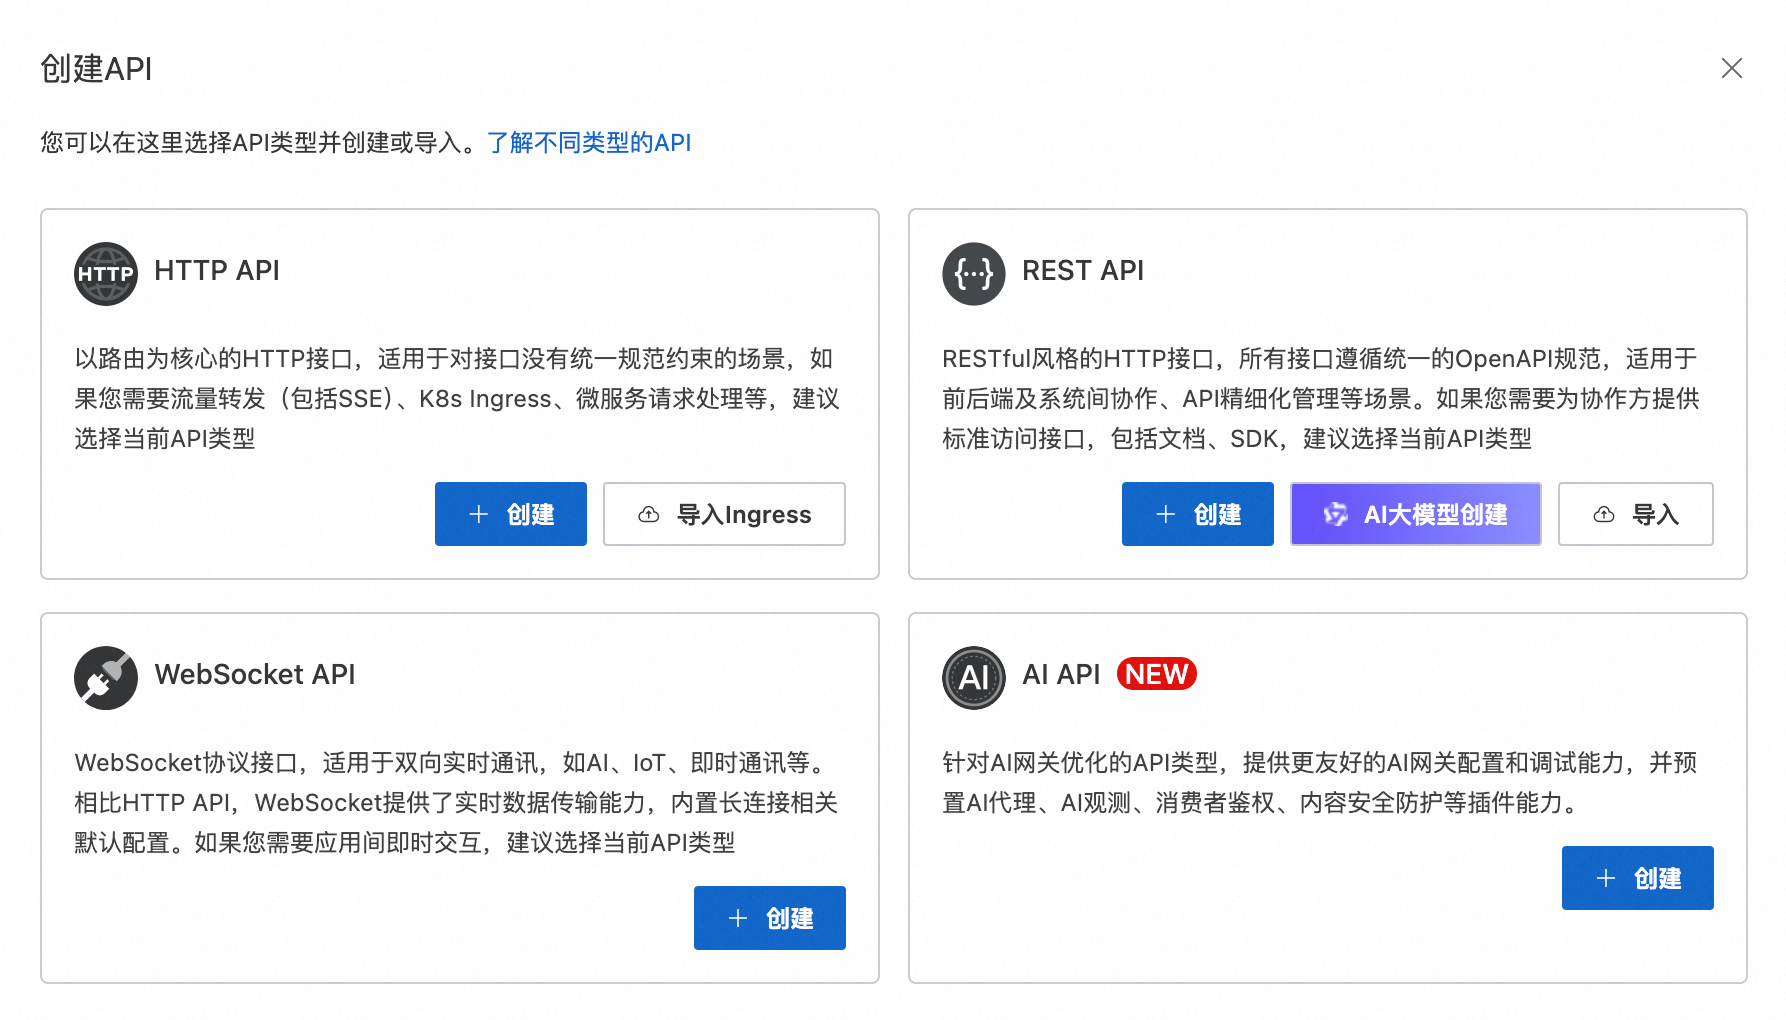 创建API
您可以在这里选择API类型并创建或导入。了解不同类型的API
HTTP
HTTP API
以路由为核心的HTTP接口，适用于对接口没有统一规范约束的场景，如
果您需要流量转发（包括SSE）、K8s Ingress、微服务请求处理等，建议
选择当前API类型
创建
导入Ingress
REST API
RESTful风格的HTTP接口，所有接口遵循统一的OpenAPI规范，适用于
前后端及系统间协作、API精细化管理等场景。如果您需要为协作方提供
标准访问接口，包括文档、SDK，建议选择当前API类型
创建
AI大模型创建
导入
WebSocket API
WebSocket协议接口，适用于双向实时通讯，如AI、IoT、即时通讯等。
相比HTTP API，WebSocket提供了实时数据传输能力，内置长连接相关
默认配置。如果您需要应用间即时交互，建议选择当前API类型
创建
AI
AI API NEW
针对AI网关优化的API类型，提供更友好的AI网关配置和调试能力，并预
置AI代理、AI观测、消费者鉴权、内容安全防护等插件能力。
创建